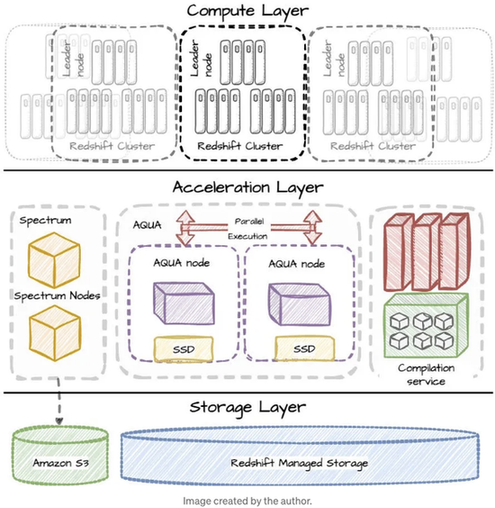 Compute Layer
Leader node
Redshift Cluster
Leader node
Redshift Cluster
Leader node
Redshift Cluster
Acceleration Layer
Spectrum
Spectrum Nodes
AQUA
Parallel
Execution
AQUA node
SSD
AQUA node
SSD
Compilation
service
Storage Layer
Amazon S3
Redshift Managed Storage
Image created by the author.